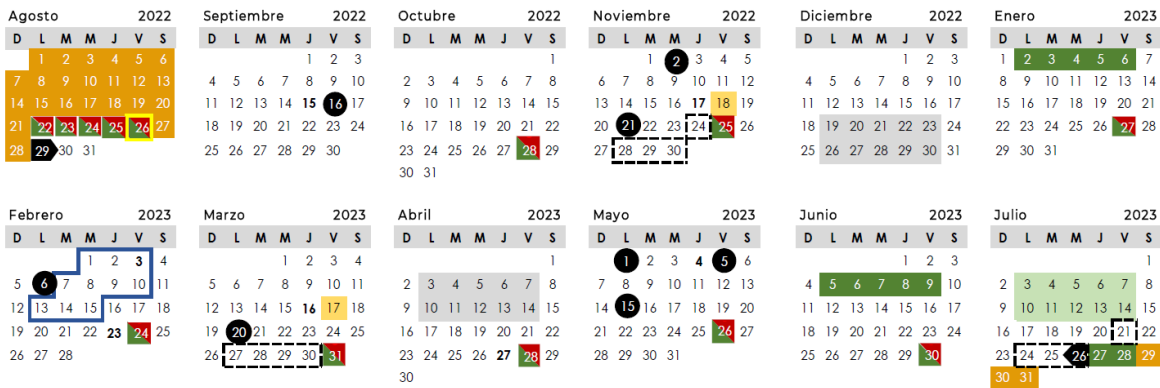 Agosto 2022
D L M M J V S
1 2 3 4 5 6
7 8 9 10 11 12 13
14 15 16 17 18 19 20
21 22 23 24 25 26 27
28 29 30 31
Septiembre 2022
D L M M J V S
1 2 3
4 5 6 7 8 9 10
11 12 13 14 15 16 17
18 19 20 21 22 23 24
25 26 27 28 29 30
Octubre 2022
D L M M J V S
1
2 3 4 5 6 7 8
9 10 11 12 13 14 15
16 17 18 19 20 21 22
23 24 25 26 27 28 29
30 31
Noviembre 2022
D L M M J V S
1 2 3 4 5
6 7 8 9 10 11 12
13 14 15 16 17 18 19
20 21 22 23 24 25 26
27 28 29 30
Diciembre 2022
D L M M J V S
1 2 3
4 5 6 7 8 9 10
11 12 13 14 15 16 17
18 19 20 21 22 23 24
25 26 27 28 29 30 31
Enero 2023
D L M M J V S
1 2 3 4 5 6 7
8 9 10 11 12 13 14
15 16 17 18 19 20 21
22 23 24 25 26 27 28
29 30 31
Febrero 2023
D L M M J V S
1 2 3 4
5 6 7 8 9 10 11
12 13 14 15 16 17 18
19 20 21 22 23 24 25
26 27 28
Marzo 2023
D L M M J V S
1 2 3 4
5 6 7 8 9 10 11
12 13 14 15 16 17 18
19 20 21 22 23 24 25
26 27 28 29 30 31
Abril 2023
D L M M J V S
1
2 3 4 5 6 7 8
9 10 11 12 13 14 15
16 17 18 19 20 21 22
23 24 25 26 27 28 29
30
Mayo 2023
D L M M J V S
1 2 3 4 5 6
7 8 9 10 11 12 13
14 15 16 17 18 19 20
21 22 23 24 25 26 27
28 29 30 31
Junio 2023
D L M M J V S
1 2 3
4 5 6 7 8 9 10
11 12 13 14 15 16 17
18 19 20 21 22 23 24
25 26 27 28 29 30
Julio 2023
D L M M J V S
1
2 3 4 5 6 7 8
9 10 11 12 13 14 15
16 17 18 19 20 21 22
23 24 25 26 27 28 29
30 31